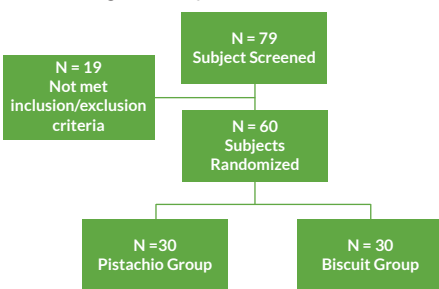 N = 79
Subject Screened
N = 19
Not met
inclusion/exclusion
criteria
N = 60
Subjects
Randomized
N =30
Pistachio Group
N = 30
Biscuit Group